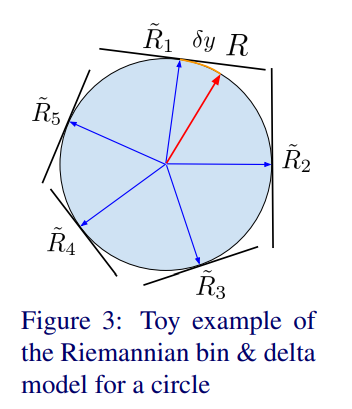 R̃₁ δy R
R̃₅
R̃₂
R̃₄
R̃₃
Figure 3: Toy example of
the Riemannian bin & delta
model for a circle